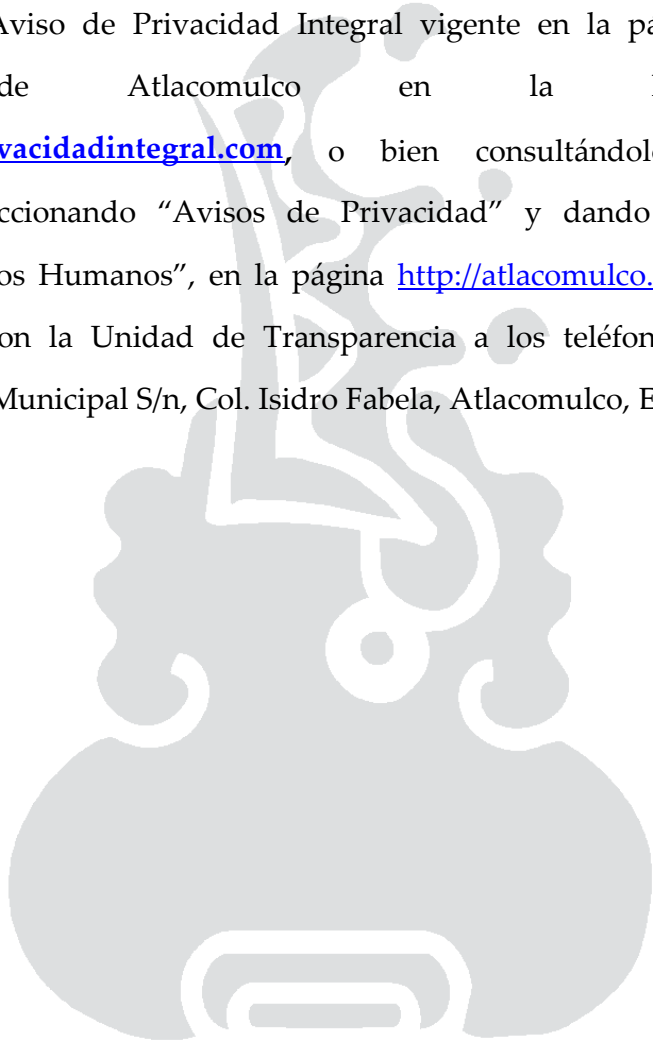 Aviso de Privacidad Integral vigente en la pá
de Atlacomulco en la
vacidadintegral.com, o bien consultándol
ccionando “Avisos de Privacidad” y dando
os Humanos”, en la página http://atlacomulco.
on la Unidad de Transparencia a los teléfon
Municipal S/n, Col. Isidro Fabela, Atlacomulco, E